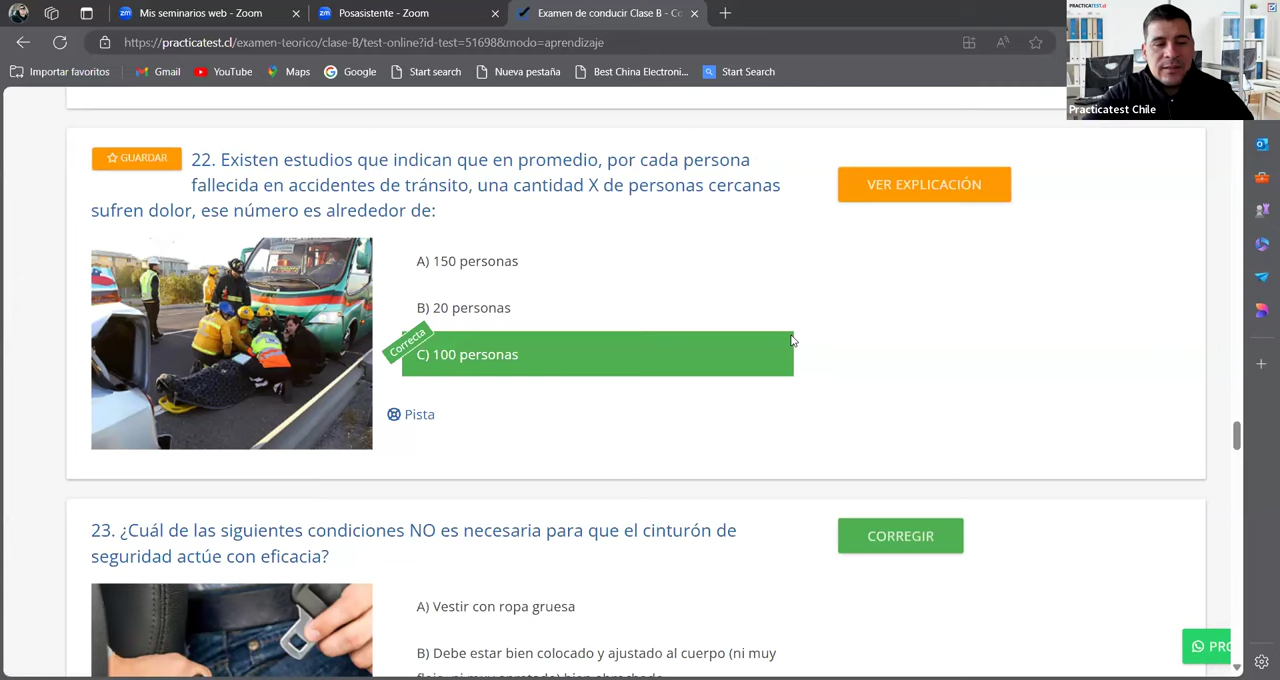 Mis seminarios web - Zoom
Posasistente - Zoom
Examen de conducir Clase B - Co
https://practicatest.cl/examen-teorico/clase-B/test-online?id-test=51698&modo=aprendizaje
Importar favoritos
Gmail
YouTube
Maps
Google
Start search
Nueva pestaña
Best China Electroni...
Start Search
PRACTICATEST.cl
Practicatest Chile
GUARDAR
22. Existen estudios que indican que en promedio, por cada persona
fallecida en accidentes de tránsito, una cantidad X de personas cercanas
sufren dolor, ese número es alrededor de:
VER EXPLICACIÓN
A) 150 personas
B) 20 personas
Correcta
C) 100 personas
Pista
23. ¿Cuál de las siguientes condiciones NO es necesaria para que el cinturón de
seguridad actúe con eficacia?
CORREGIR
A) Vestir con ropa gruesa
B) Debe estar bien colocado y ajustado al cuerpo (ni muy